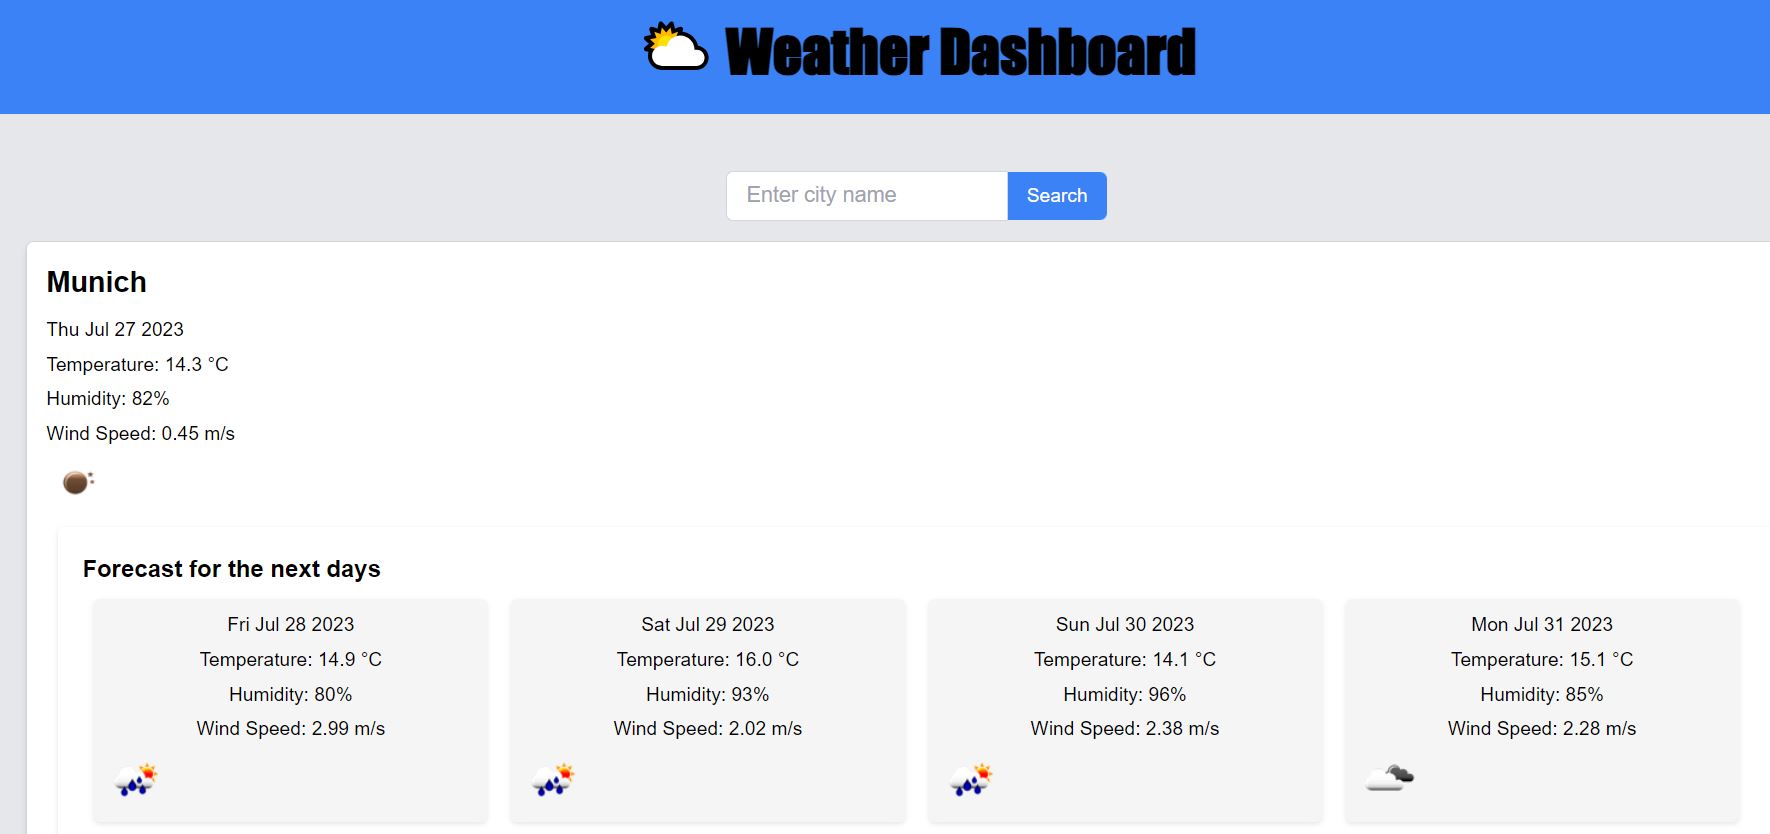 Weather Dashboard
Enter city name
Search
Munich
Thu Jul 27 2023
Temperature: 14.3 °C
Humidity: 82%
Wind Speed: 0.45 m/s
Forecast for the next days
Fri Jul 28 2023
Temperature: 14.9 °C
Humidity: 80%
Wind Speed: 2.99 m/s
Sat Jul 29 2023
Temperature: 16.0 °C
Humidity: 93%
Wind Speed: 2.02 m/s
Sun Jul 30 2023
Temperature: 14.1 °C
Humidity: 96%
Wind Speed: 2.38 m/s
Mon Jul 31 2023
Temperature: 15.1 °C
Humidity: 85%
Wind Speed: 2.28 m/s